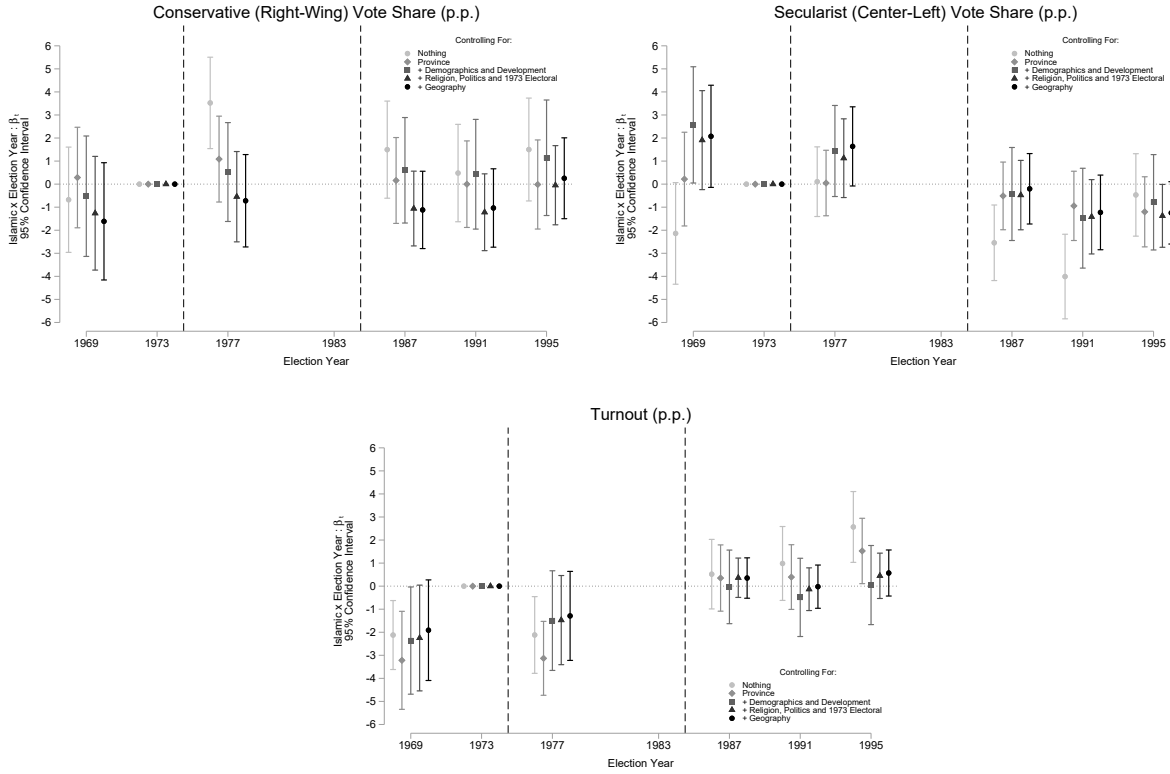 Conservative (Right-Wing) Vote Share (p.p.)
Controlling For:
Nothing
Province
+ Demographics and Development
+ Religion, Politics and 1973 Electoral
+ Geography
Islamic x Election Year : βt
95% Confidence Interval
6
5
4
3
2
1
0
-1
-2
-3
-4
-5
-6
1969 1973 1977 1983 1987 1991 1995
Election Year
Secularist (Center-Left) Vote Share (p.p.)
Controlling For:
Nothing
Province
+ Demographics and Development
+ Religion, Politics and 1973 Electoral
+ Geography
Islamic x Election Year : βt
95% Confidence Interval
6
5
4
3
2
1
0
-1
-2
-3
-4
-5
-6
1969 1973 1977 1983 1987 1991 1995
Election Year
Turnout (p.p.)
Islamic x Election Year : βt
95% Confidence Interval
6
5
4
3
2
1
0
-1
-2
-3
-4
-5
-6
Controlling For:
Nothing
Province
+ Demographics and Development
+ Religion, Politics and 1973 Electoral
+ Geography
1969 1973 1977 1983 1987 1991 1995
Election Year